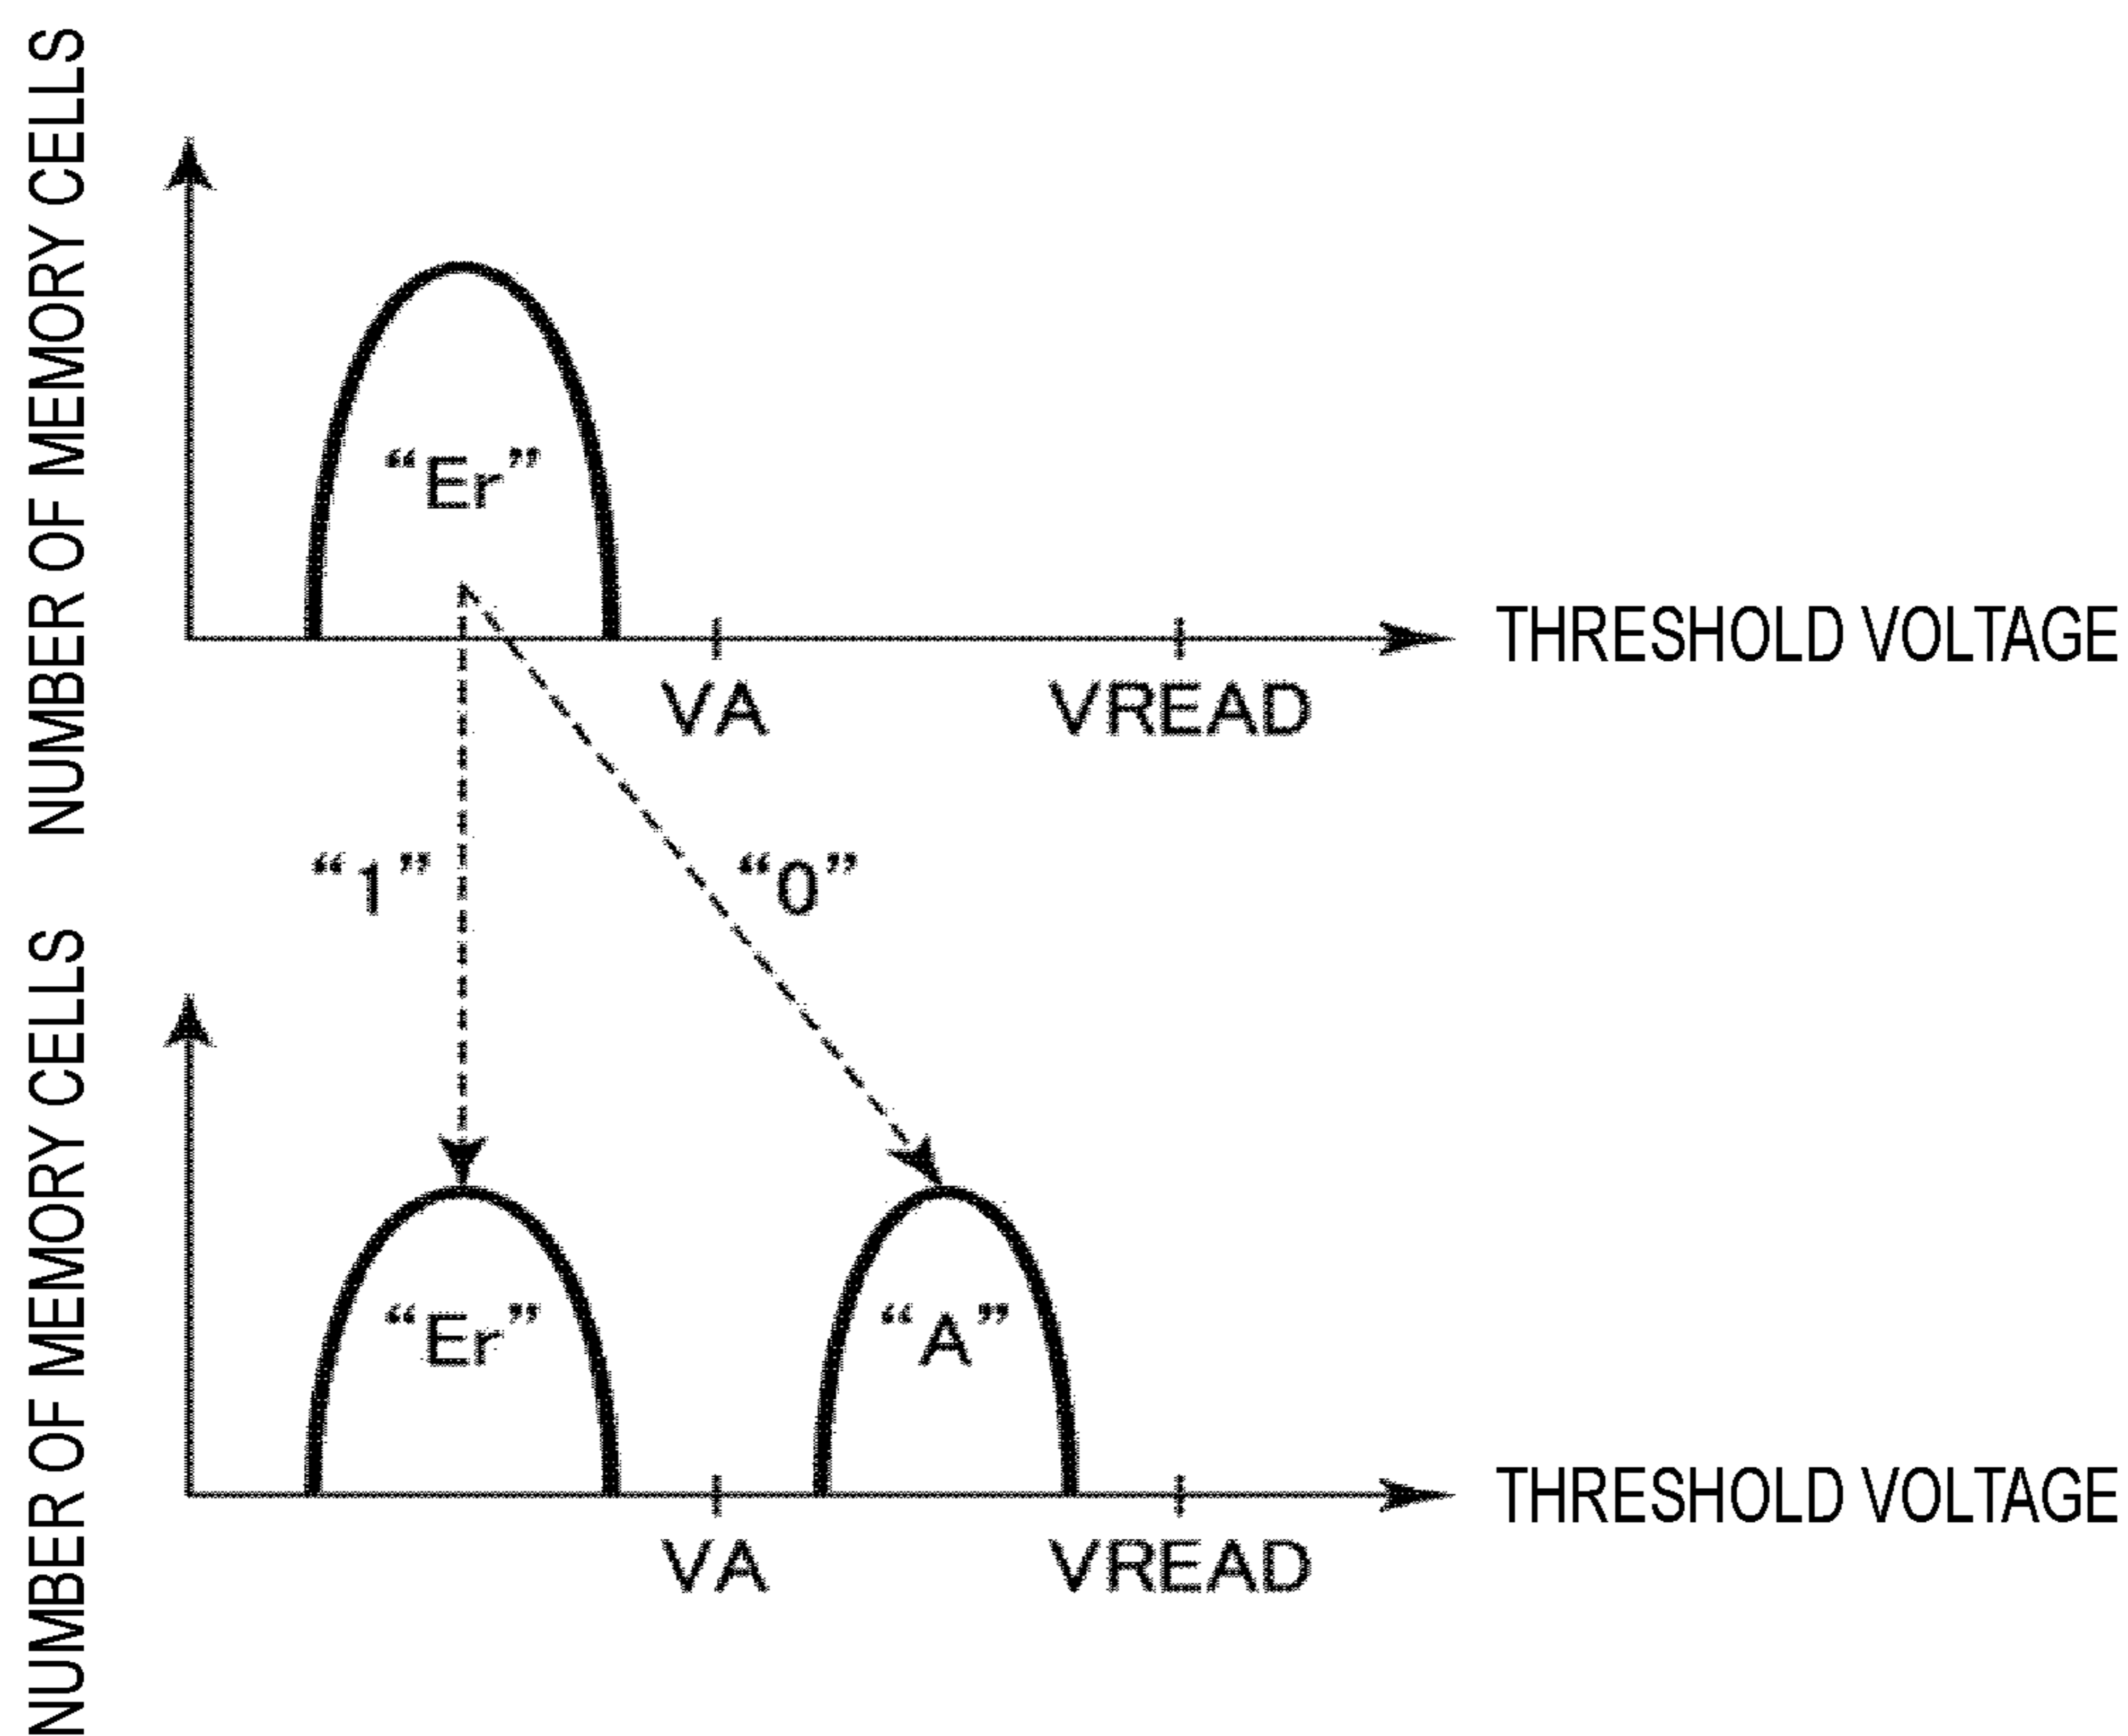 NUMBER OF MEMORY CELLS
“Er”
THRESHOLD VOLTAGE
VA
VREAD
“1”
“0”
NUMBER OF MEMORY CELLS
“Er”
“A”
THRESHOLD VOLTAGE
VA
VREAD